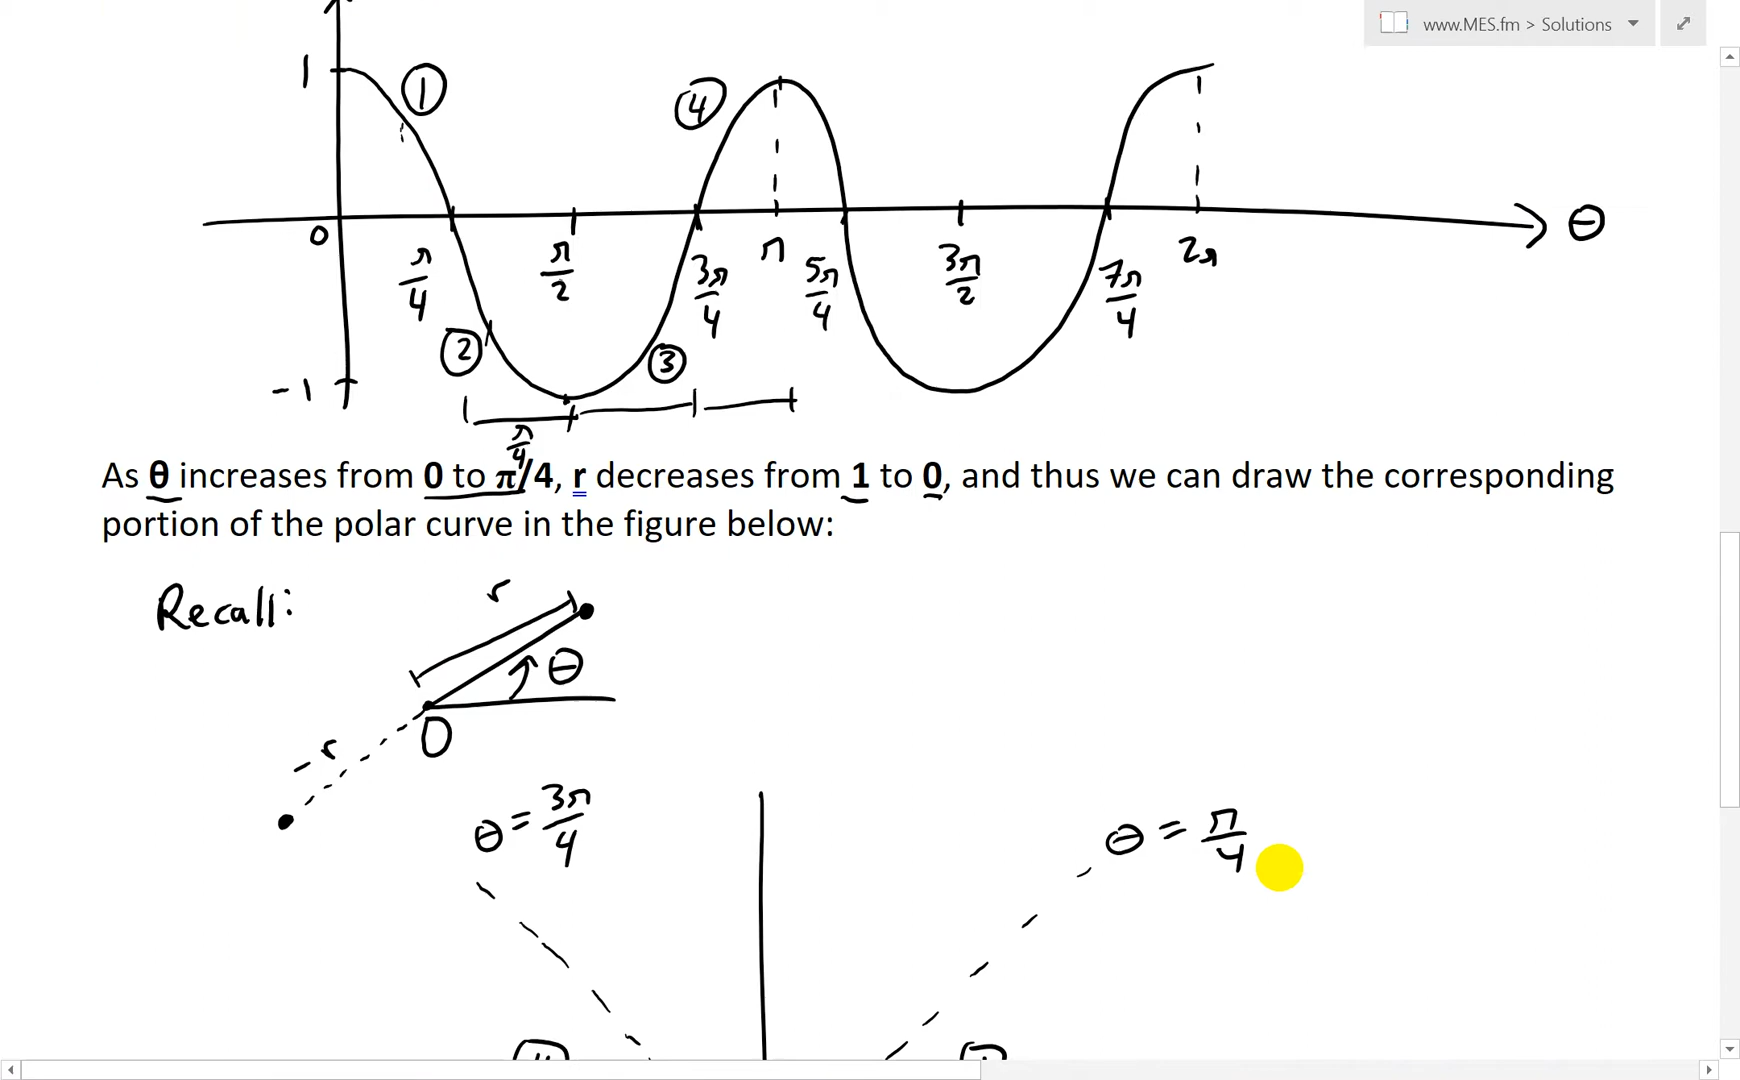 www.MES.fm > Solutions
1
①
④
θ
0
π/4
π/2
3π/4
π
5π/4
3π/2
7π/4
2π
②
③
-1
π/4
As θ increases from 0 to π/4, r decreases from 1 to 0, and thus we can draw the corresponding
portion of the polar curve in the figure below:
Recall:
r
θ
O
-r
θ = 3π/4
θ = π/4